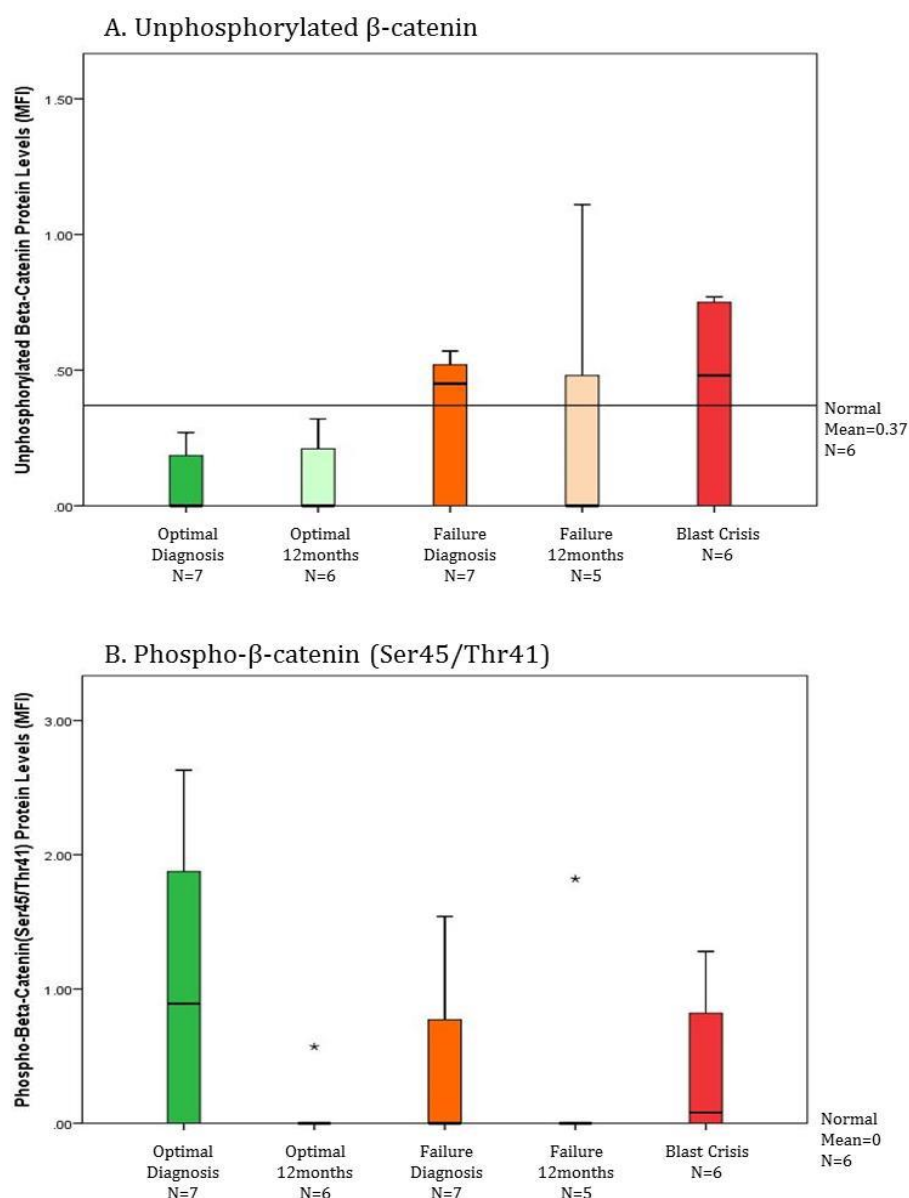 A. Unphosphorylated β-catenin
Unphosphorylated Beta-Catenin Protein Levels (MFI)
1.50
1.00
.50
.00
Normal
Mean=0.37
N=6
Optimal
Diagnosis
N=7
Optimal
12months
N=6
Failure
Diagnosis
N=7
Failure
12months
N=5
Blast Crisis
N=6
B. Phospho-β-catenin (Ser45/Thr41)
Phospho-Beta-Catenin(Ser45/Thr41) Protein Levels (MFI)
3.00
2.00
1.00
.00
*
*
Normal
Mean=0
N=6
Optimal
Diagnosis
N=7
Optimal
12months
N=6
Failure
Diagnosis
N=7
Failure
12months
N=5
Blast Crisis
N=6